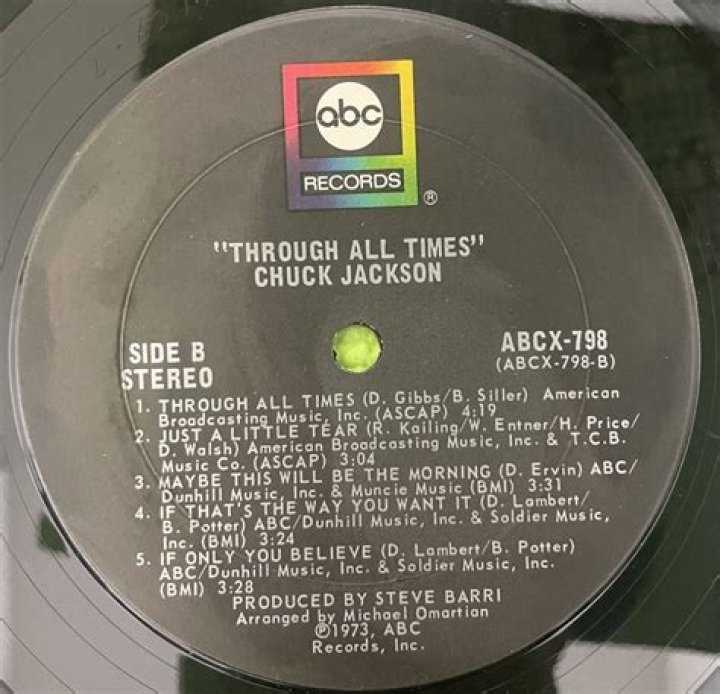 abc
RECORDS
®
"THROUGH ALL TIMES"
CHUCK JACKSON
SIDE B
STEREO
ABCX-798
(ABCX-798-B)
1. THROUGH ALL TIMES (D. Gibbs/B. Siller) American
Broadcasting Music, Inc. (ASCAP) 4:19
2. JUST A LITTLE TEAR (R. Kailing/W. Entner/H. Price/
D. Walsh) American Broadcasting Music, Inc. & T.C.B.
Music Co. (ASCAP) 3:04
3. MAYBE THIS WILL BE THE MORNING (D. Ervin) ABC/
Dunhill Music, Inc. & Muncie Music (BMI) 3:31
4. IF THAT'S THE WAY YOU WANT IT (D. Lambert/
B. Potter) ABC/Dunhill Music, Inc. & Soldier Music,
Inc. (BMI) 3:24
5. IF ONLY YOU BELIEVE (D. Lambert/B. Potter)
ABC/Dunhill Music, Inc. & Soldier Music, Inc.
(BMI) 3:28
PRODUCED BY STEVE BARRI
Arranged by Michael Omartian
℗1973, ABC
Records, Inc.